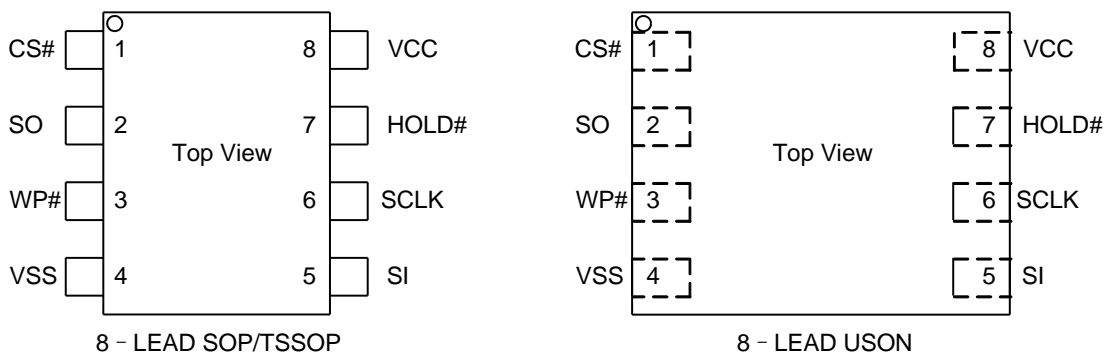 CS# 1 8 VCC
SO 2 7 HOLD#
Top View
WP# 3 6 SCLK
VSS 4 5 SI
8 – LEAD SOP/TSSOP
CS# 1 8 VCC
SO 2 7 HOLD#
Top View
WP# 3 6 SCLK
VSS 4 5 SI
8 – LEAD USON